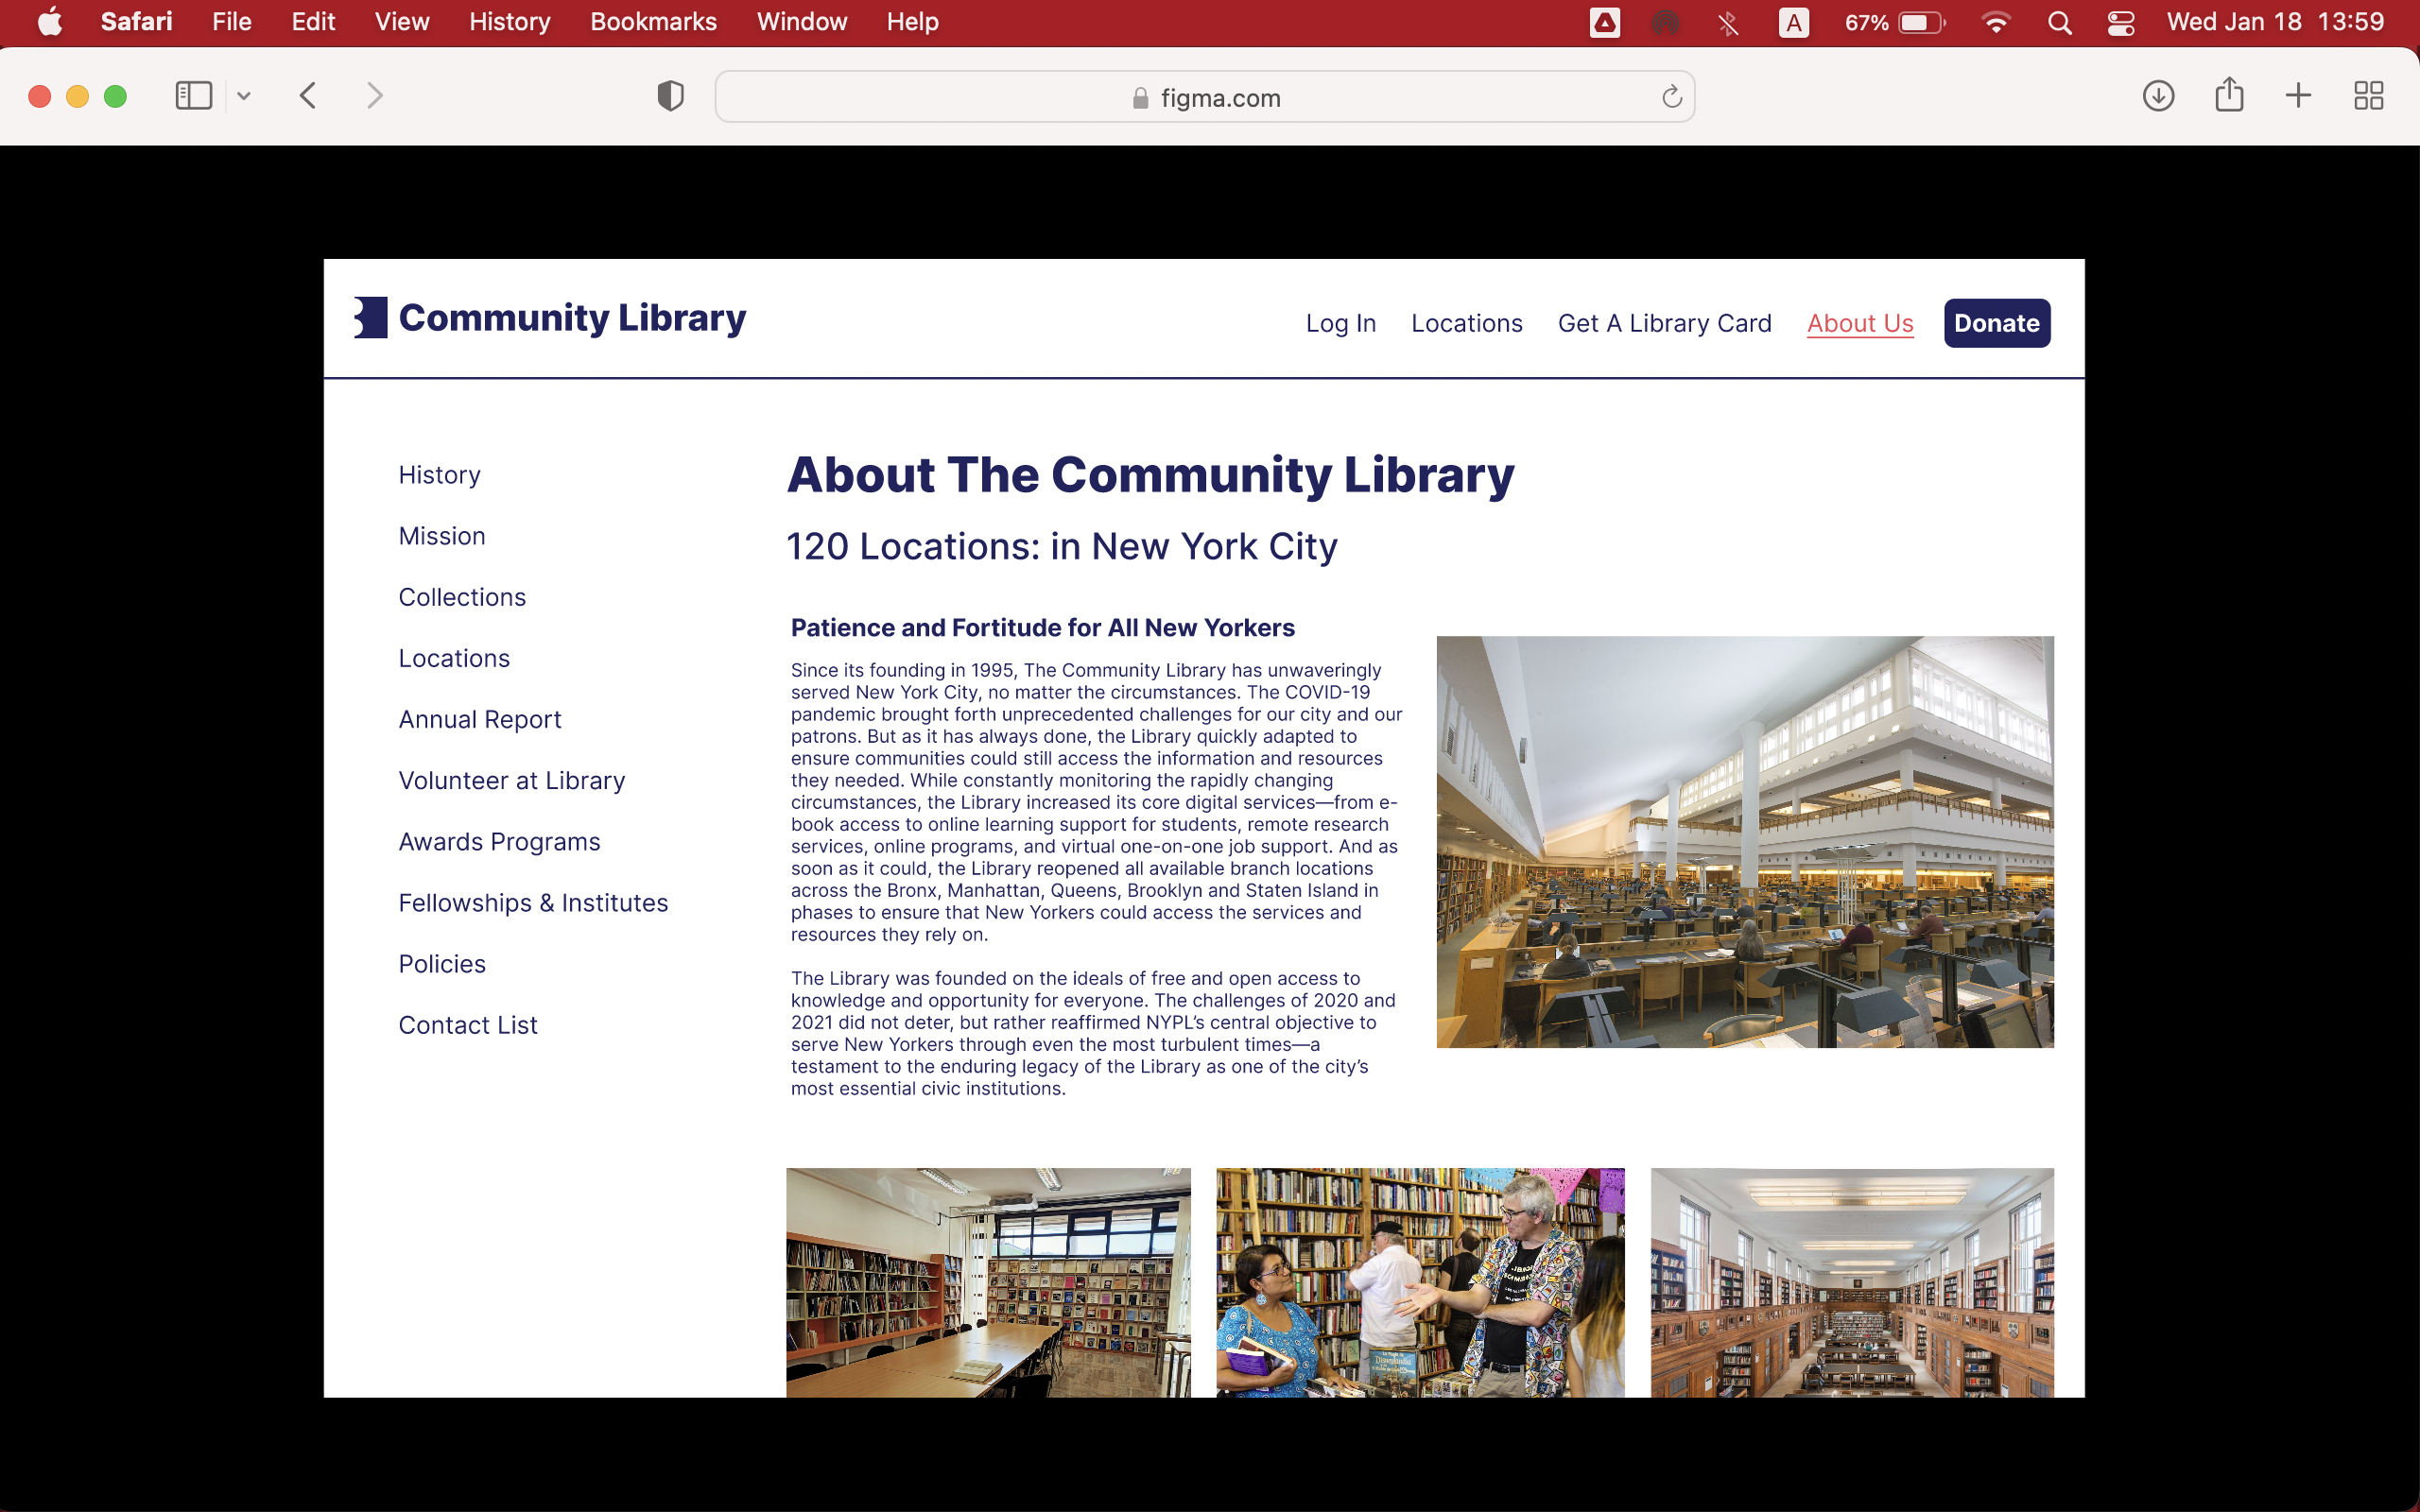 Safari File Edit View History Bookmarks Window Help A 67% Wed Jan 18 13:59
figma.com
Community Library
Log In Locations Get A Library Card About Us Donate
History
Mission
Collections
Locations
Annual Report
Volunteer at Library
Awards Programs
Fellowships & Institutes
Policies
Contact List
About The Community Library
120 Locations: in New York City
Patience and Fortitude for All New Yorkers
Since its founding in 1995, The Community Library has unwaveringly
served New York City, no matter the circumstances. The COVID-19
pandemic brought forth unprecedented challenges for our city and our
patrons. But as it has always done, the Library quickly adapted to
ensure communities could still access the information and resources
they needed. While constantly monitoring the rapidly changing
circumstances, the Library increased its core digital services—from e-
book access to online learning support for students, remote research
services, online programs, and virtual one-on-one job support. And as
soon as it could, the Library reopened all available branch locations
across the Bronx, Manhattan, Queens, Brooklyn and Staten Island in
phases to ensure that New Yorkers could access the services and
resources they rely on.
The Library was founded on the ideals of free and open access to
knowledge and opportunity for everyone. The challenges of 2020 and
2021 did not deter, but rather reaffirmed NYPL’s central objective to
serve New Yorkers through even the most turbulent times—a
testament to the enduring legacy of the Library as one of the city’s
most essential civic institutions.